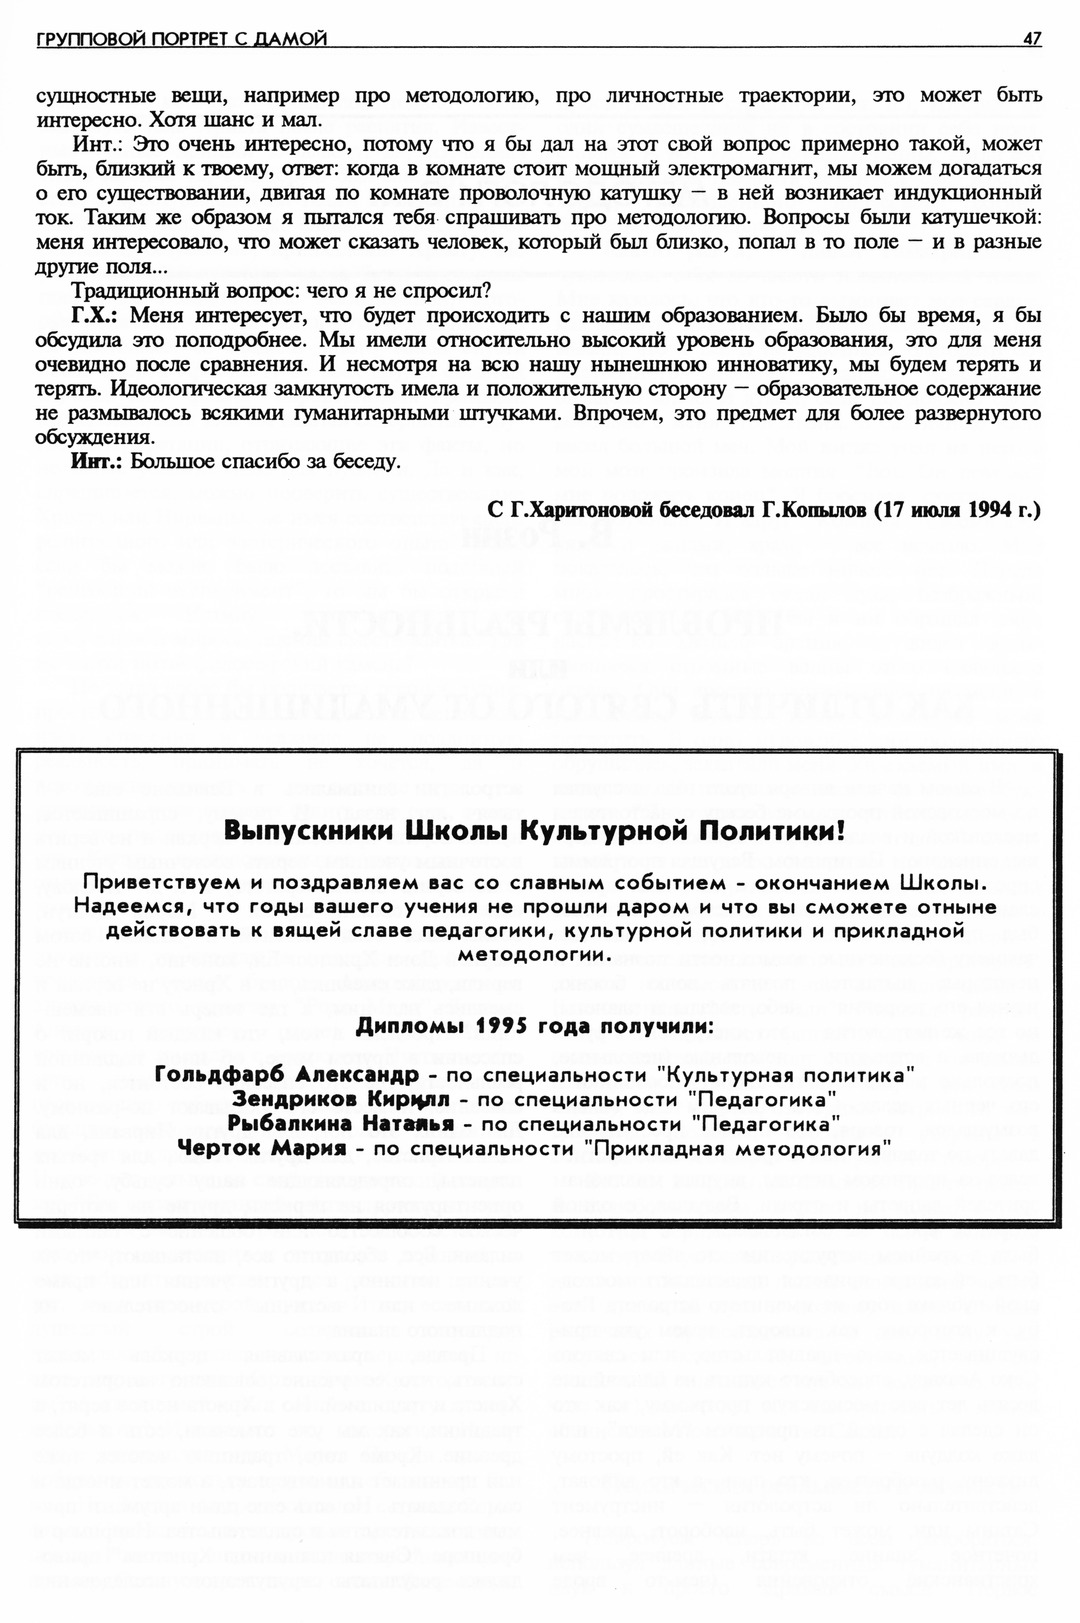 ГРУППОВОЙ ПОРТРЕТ С ДАМОЙ 47
сущностные вещи, например про методологию, про личностные траектории, это может быть
интересно. Хотя шанс и мал.
Инт.: Это очень интересно, потому что я бы дал на этот свой вопрос примерно такой, может
быть, близкий к твоему, ответ: когда в комнате стоит мощный электромагнит, мы можем догадаться
о его существовании, двигая по комнате проволочную катушку — в ней возникает индукционный
ток. Таким же образом я пытался тебя спрашивать про методологию. Вопросы были катушечкой:
меня интересовало, что может сказать человек, который был близко, попал в то поле — и в разные
другие поля...
Традиционный вопрос: чего я не спросил?
Г.Х.: Меня интересует, что будет происходить с нашим образованием. Было бы время, я бы
обсудила это поподробнее. Мы имели относительно высокий уровень образования, это для меня
очевидно после сравнения. И несмотря на всю нашу нынешнюю инноватику, мы будем терять и
терять. Идеологическая замкнутость имела и положительную сторону — образовательное содержание
не размывалось всякими гуманитарными штучками. Впрочем, это предмет для более развернутого
обсуждения.
Инт.: Большое спасибо за беседу.
С Г.Харитоновой беседовал Г.Копылов (17 июля 1994 г.)
Выпускники Школы Культурной Политики!
Приветствуем и поздравляем вас со славным событием - окончанием Школы.
Надеемся, что годы вашего учения не прошли даром и что вы сможете отныне
действовать к вящей славе педагогики, культурной политики и прикладной
методологии.
Дипломы 1995 года получили:
Гольдфарб Александр - по специальности "Культурная политика"
Зендриков Кирилл - по специальности "Педагогика"
Рыбалкина Наталья - по специальности "Педагогика"
Черток Мария - по специальности "Прикладная методология"